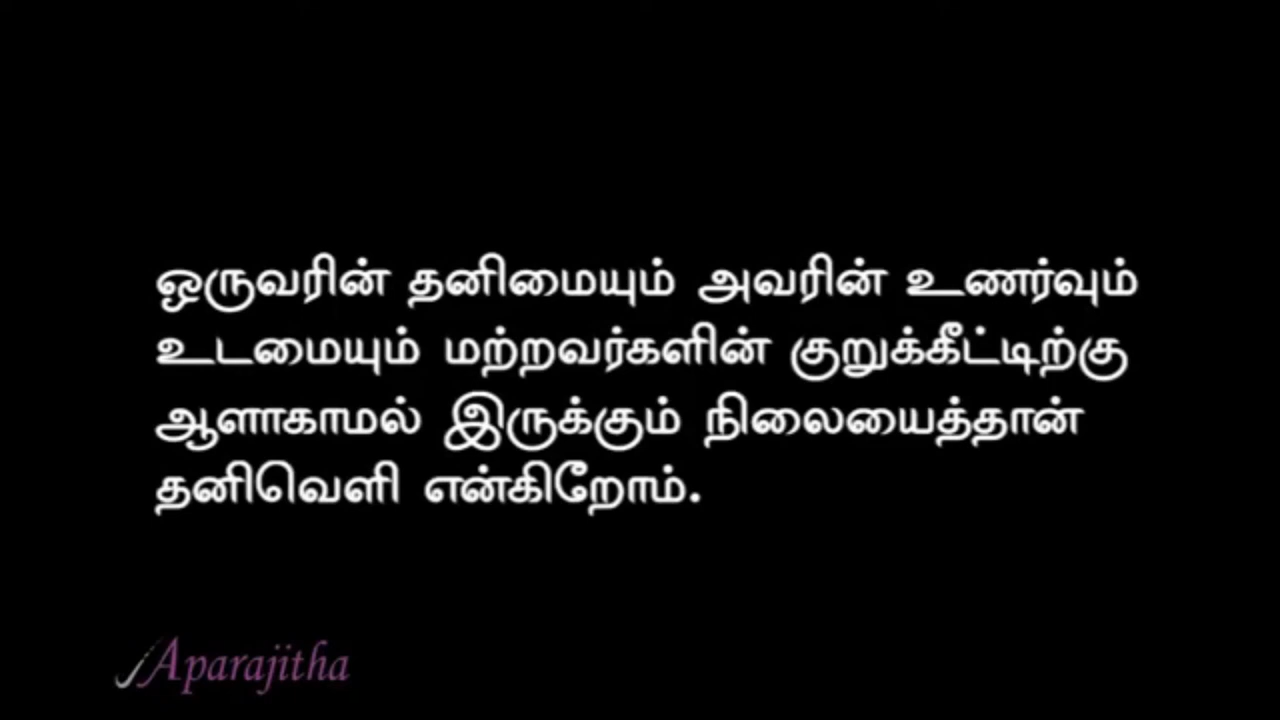 ஒருவரின் தனிமையும் அவரின் உணர்வும்
உடமையும் மற்றவர்களின் குறுக்கீட்டிற்கு
ஆளாகாமல் இருக்கும் நிலையைத்தான்
தனிவெளி என்கிறோம்.
Aparajitha